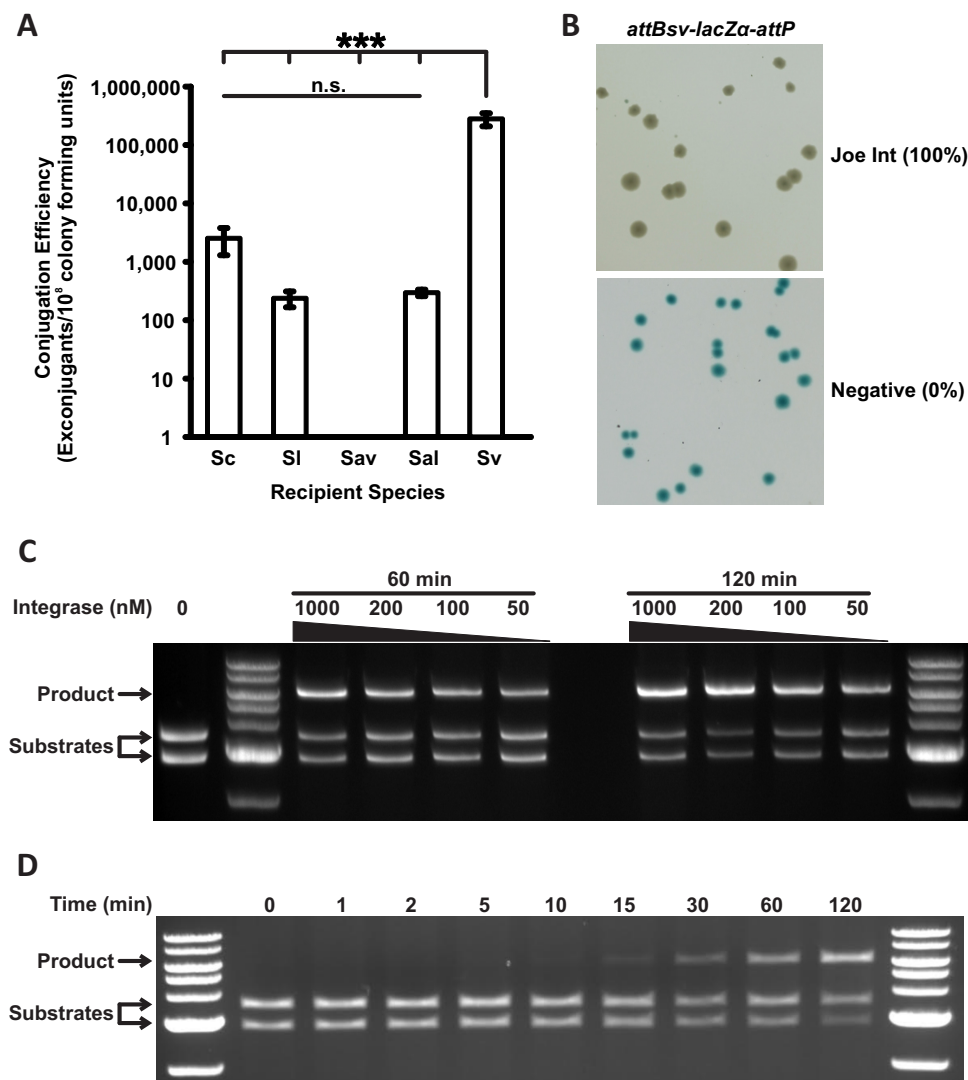 A
***
n.s.
Conjugation Efficiency
(Exconjugants/10⁸ colony forming units)
1,000,000
100,000
10,000
1,000
100
10
1
Sc Sl Sav Sal Sv
Recipient Species
B
attBsv-lacZα-attP
Joe Int (100%)
Negative (0%)
C
60 min 120 min
Integrase (nM) 0 1000 200 100 50 1000 200 100 50
Product
Substrates
D
Time (min) 0 1 2 5 10 15 30 60 120
Product
Substrates